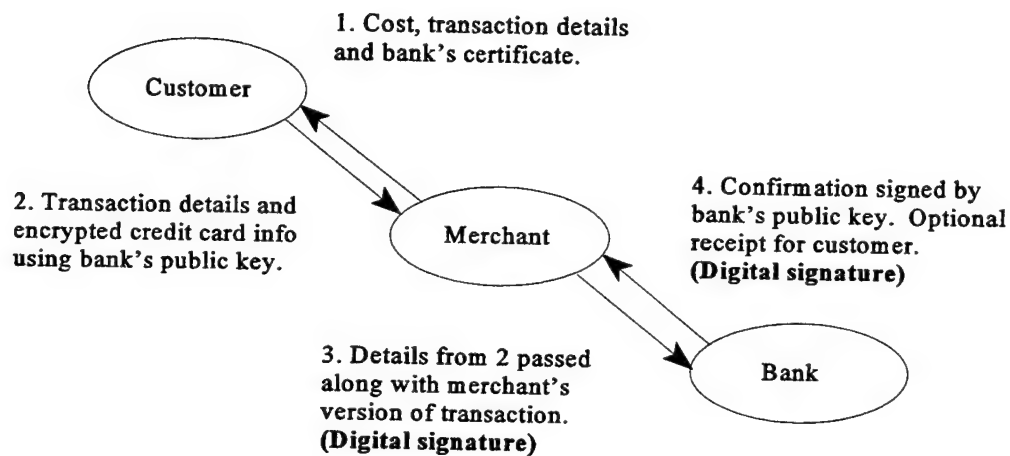 1. Cost, transaction details
and bank's certificate.
Customer
2. Transaction details and
encrypted credit card info
using bank's public key.
Merchant
4. Confirmation signed by
bank's public key. Optional
receipt for customer.
(Digital signature)
3. Details from 2 passed
along with merchant's
version of transaction.
(Digital signature)
Bank